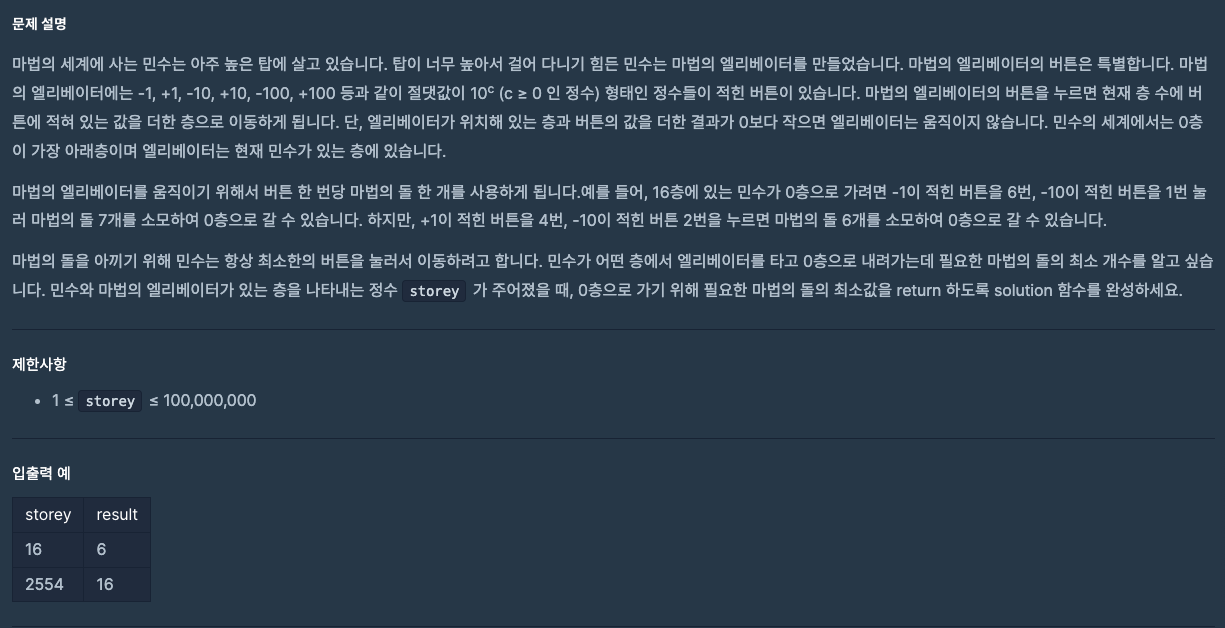 문제 설명
마법의 세계에 사는 민수는 아주 높은 탑에 살고 있습니다. 탑이 너무 높아서 걸어 다니기 힘든 민수는 마법의 엘리베이터를 만들었습니다. 마법의 엘리베이터의 버튼은 특별합니다. 마법
의 엘리베이터에는 -1, +1, -10, +10, -100, +100 등과 같이 절댓값이 10ᶜ (c ≥ 0 인 정수) 형태인 정수들이 적힌 버튼이 있습니다. 마법의 엘리베이터의 버튼을 누르면 현재 층 수에 버
튼에 적혀 있는 값을 더한 층으로 이동하게 됩니다. 단, 엘리베이터가 위치해 있는 층과 버튼의 값을 더한 결과가 0보다 작으면 엘리베이터는 움직이지 않습니다. 민수의 세계에서는 0층
이 가장 아래층이며 엘리베이터는 현재 민수가 있는 층에 있습니다.
마법의 엘리베이터를 움직이기 위해서 버튼 한 번당 마법의 돌 한 개를 사용하게 됩니다.예를 들어, 16층에 있는 민수가 0층으로 가려면 -1이 적힌 버튼을 6번, -10이 적힌 버튼을 1번 눌
러 마법의 돌 7개를 소모하여 0층으로 갈 수 있습니다. 하지만, +1이 적힌 버튼을 4번, -10이 적힌 버튼 2번을 누르면 마법의 돌 6개를 소모하여 0층으로 갈 수 있습니다.
마법의 돌을 아끼기 위해 민수는 항상 최소한의 버튼을 눌러서 이동하려고 합니다. 민수가 어떤 층에서 엘리베이터를 타고 0층으로 내려가는데 필요한 마법의 돌의 최소 개수를 알고 싶습
니다. 민수와 마법의 엘리베이터가 있는 층을 나타내는 정수 storey 가 주어졌을 때, 0층으로 가기 위해 필요한 마법의 돌의 최소값을 return 하도록 solution 함수를 완성하세요.
제한사항
• 1 ≤ storey ≤ 100,000,000
입출력 예
storey result
16 6
2554 16